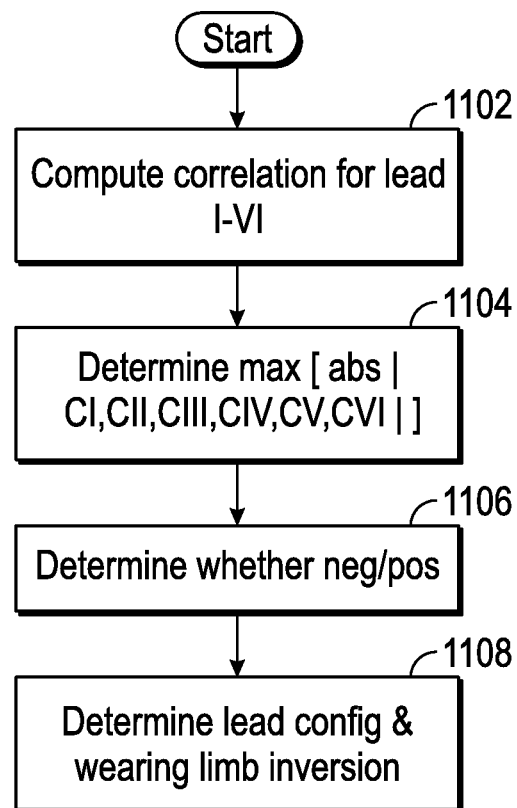 Start
1102
Compute correlation for lead
I-VI
1104
Determine max [ abs |
CI,CII,CIII,CIV,CV,CVI | ]
1106
Determine whether neg/pos
1108
Determine lead config &
wearing limb inversion